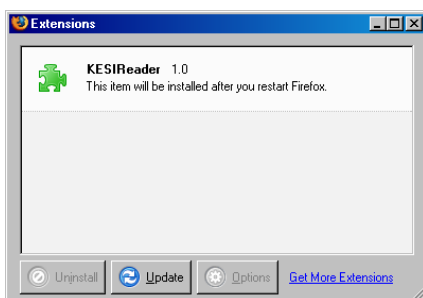 Extensions
KESIReader 1.0
This item will be installed after you restart Firefox.
Uninstall Update Options Get More Extensions